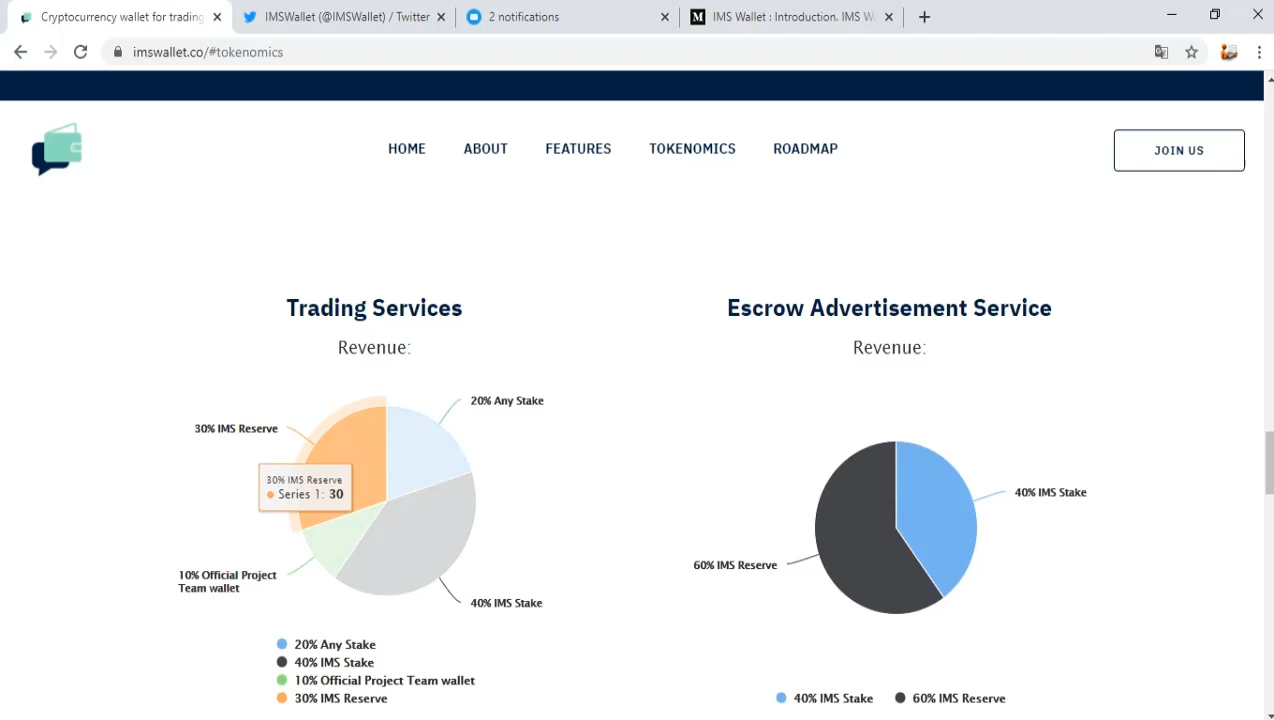 Cryptocurrency wallet for trading
IMSWallet (@IMSWallet) / Twitter
2 notifications
M
IMS Wallet : Introduction. IMS W
imswallet.co/#tokenomics
HOME
ABOUT
FEATURES
TOKENOMICS
ROADMAP
JOIN US
Trading Services
Revenue:
20% Any Stake
30% IMS Reserve
30% IMS Reserve
Series 1: 30
10% Official Project
Team wallet
40% IMS Stake
20% Any Stake
40% IMS Stake
10% Official Project Team wallet
30% IMS Reserve
Escrow Advertisement Service
Revenue:
40% IMS Stake
60% IMS Reserve
40% IMS Stake
60% IMS Reserve